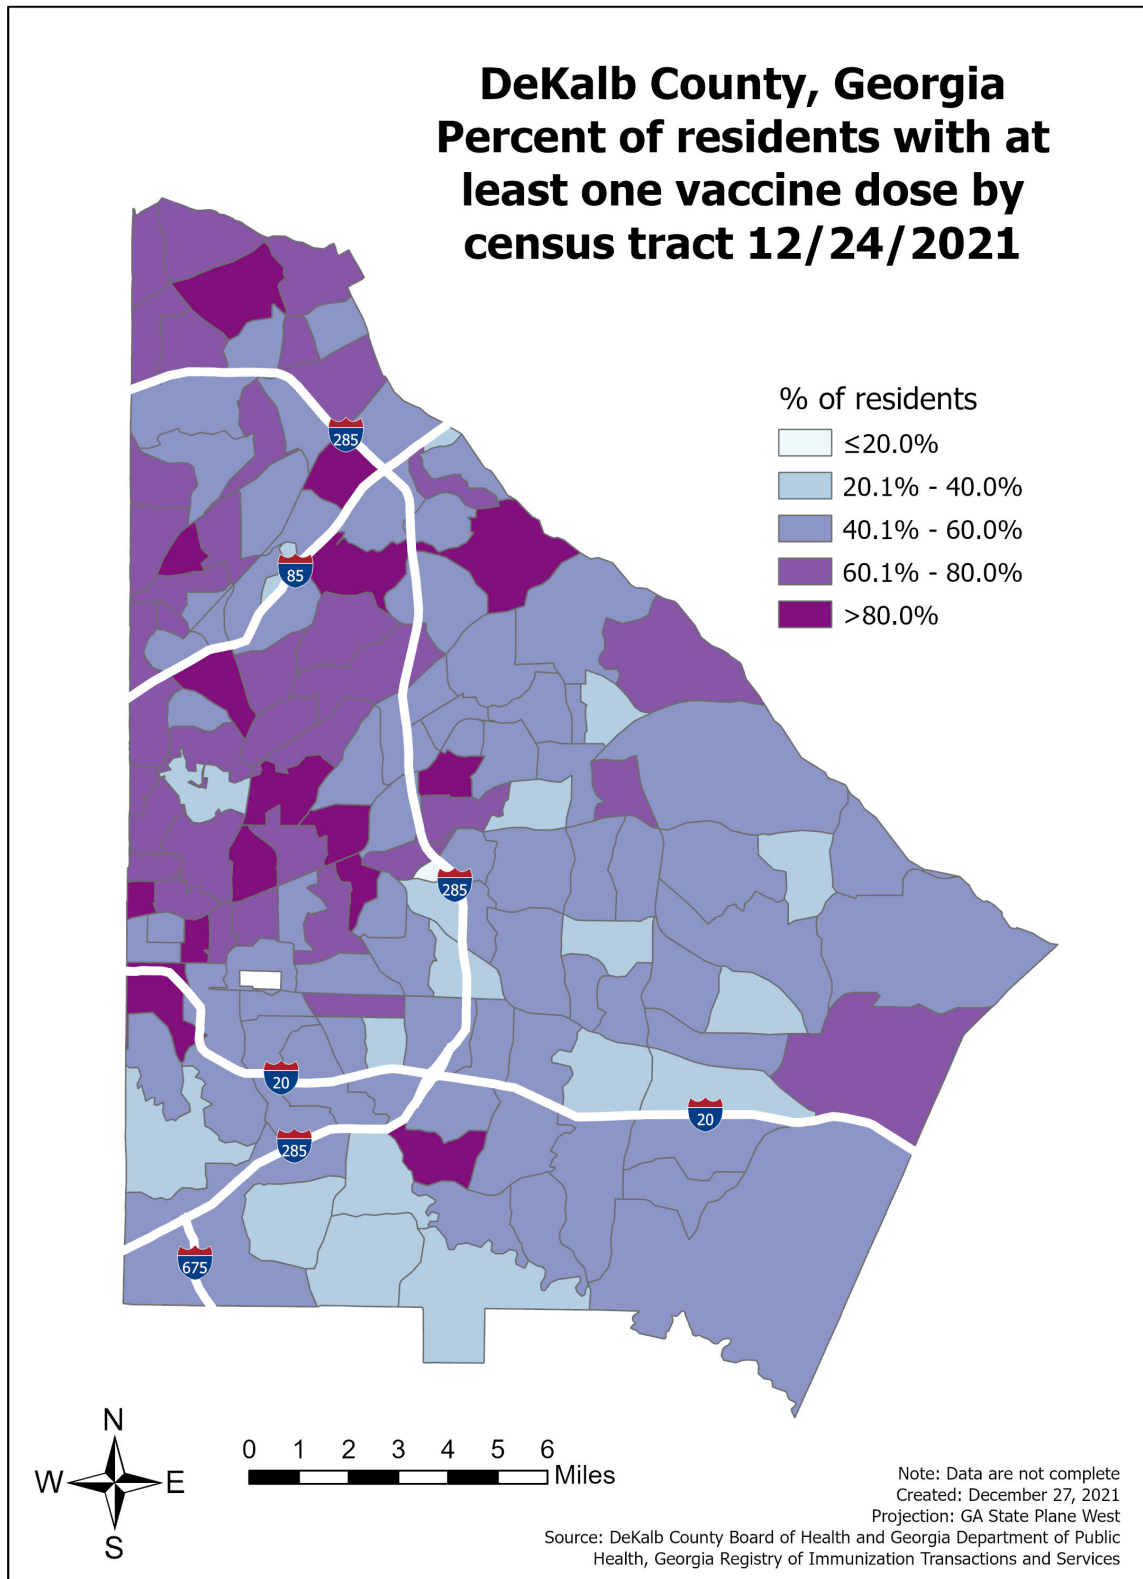 DeKalb County, Georgia
Percent of residents with at
least one vaccine dose by
census tract 12/24/2021
% of residents
≤20.0%
20.1% - 40.0%
40.1% - 60.0%
60.1% - 80.0%
>80.0%
285
85
285
20
20
285
675
N
W E
S
0 1 2 3 4 5 6
Miles
Note: Data are not complete
Created: December 27, 2021
Projection: GA State Plane West
Source: DeKalb County Board of Health and Georgia Department of Public
Health, Georgia Registry of Immunization Transactions and Services